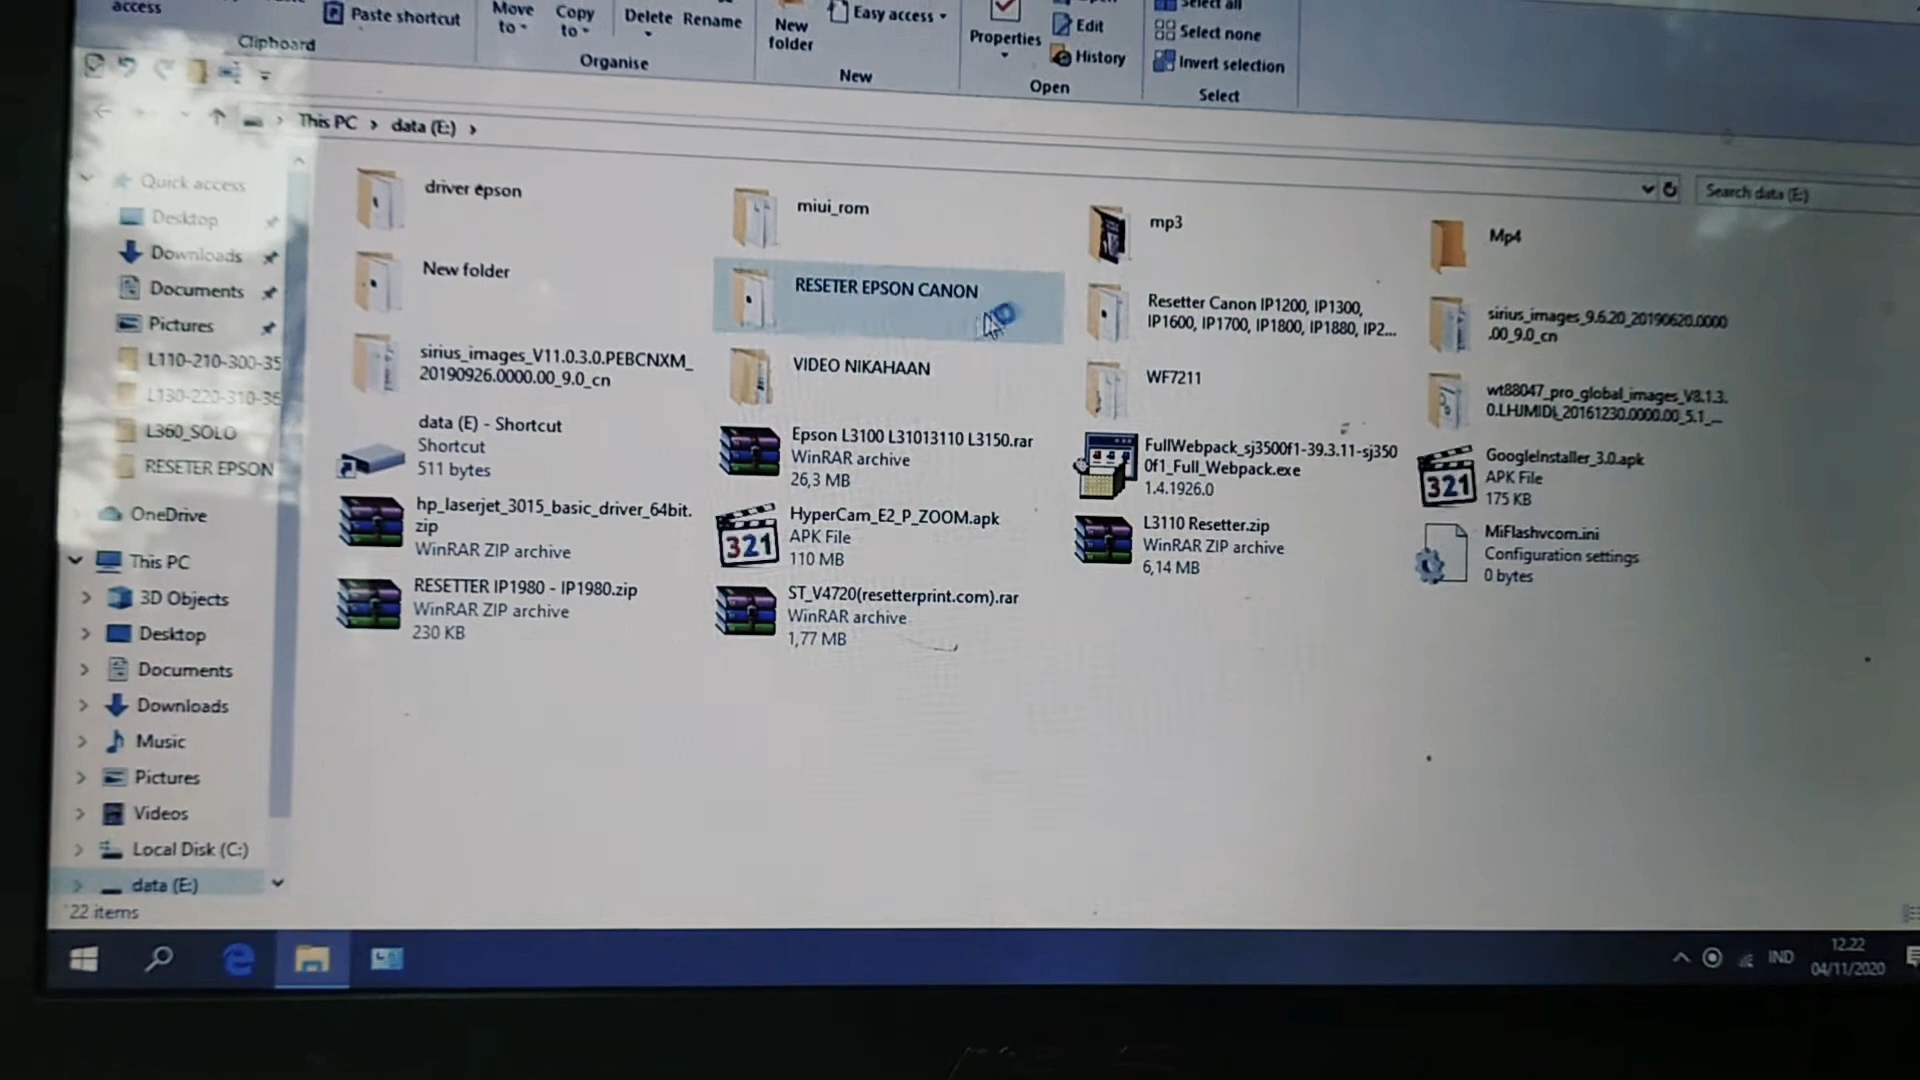 access
Paste shortcut
Clipboard
Move to
Copy to
Delete
Rename
Organise
New folder
Easy access
New
Properties
Edit
History
Open
Select all
Select none
Invert selection
Select
This PC > data (E:) >
Search data (E:)
Quick access
Desktop
Downloads
Documents
Pictures
L110-210-300-35
L130-220-310-36
L360_SOLO
RESETER EPSON
OneDrive
This PC
3D Objects
Desktop
Documents
Downloads
Music
Pictures
Videos
Local Disk (C:)
data (E:)
22 items
driver epson
miui_rom
mp3
Mp4
New folder
RESETER EPSON CANON
Resetter Canon IP1200, IP1300,
IP1600, IP1700, IP1800, IP1880, IP2...
sirius_images_9.6.20_20190620.0000
.00_9.0_cn
sirius_images_V11.0.3.0.PEBCNXM_
20190926.0000.00_9.0_cn
VIDEO NIKAHAAN
WF7211
wt88047_pro_global_images_V8.1.3.
0.LHJMIDI_20161230.0000.00_5.1_...
data (E) - Shortcut
Shortcut
511 bytes
Epson L3100 L31013110 L3150.rar
WinRAR archive
26,3 MB
FullWebpack_sj3500f1-39.3.11-sj350
0f1_Full_Webpack.exe
1.4.1926.0
GoogleInstaller_3.0.apk
APK File
175 KB
hp_laserjet_3015_basic_driver_64bit.
zip
WinRAR ZIP archive
HyperCam_E2_P_ZOOM.apk
APK File
110 MB
L3110 Resetter.zip
WinRAR ZIP archive
6,14 MB
MiFlashvcom.ini
Configuration settings
0 bytes
RESETTER IP1980 - IP1980.zip
WinRAR ZIP archive
230 KB
ST_V4720(resetterprint.com).rar
WinRAR archive
1,77 MB
321
321
IND
12.22
04/11/2020